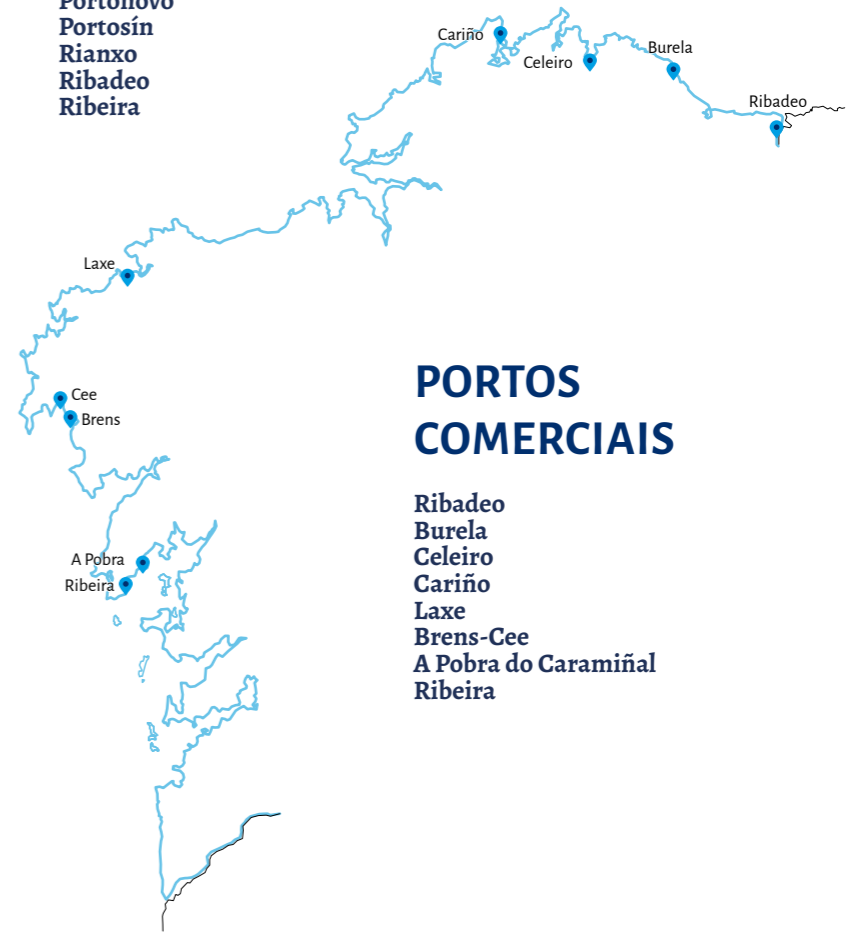 Portonovo
Portosín
Rianxo
Ribadeo
Ribeira
Cariño
Celeiro
Burela
Ribadeo
Laxe
Cee
Brens
A Pobra
Ribeira
PORTOS
COMERCIAIS
Ribadeo
Burela
Celeiro
Cariño
Laxe
Brens-Cee
A Pobra do Caramiñal
Ribeira